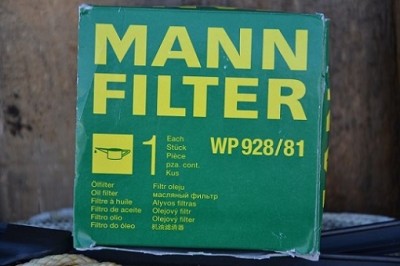 MANN
FILTER
1
Each
Stück
Pièce
pza. cont.
Kus
WP 928/81
Ölfilter
Oil filter
Filtre à huile
Filtro de aceite
Filtro olio
Filtro do óleo
Filtr oleju
масляный фильтр
Alyvos filtras
Olejový filtr
Olejový filter
机油滤清器